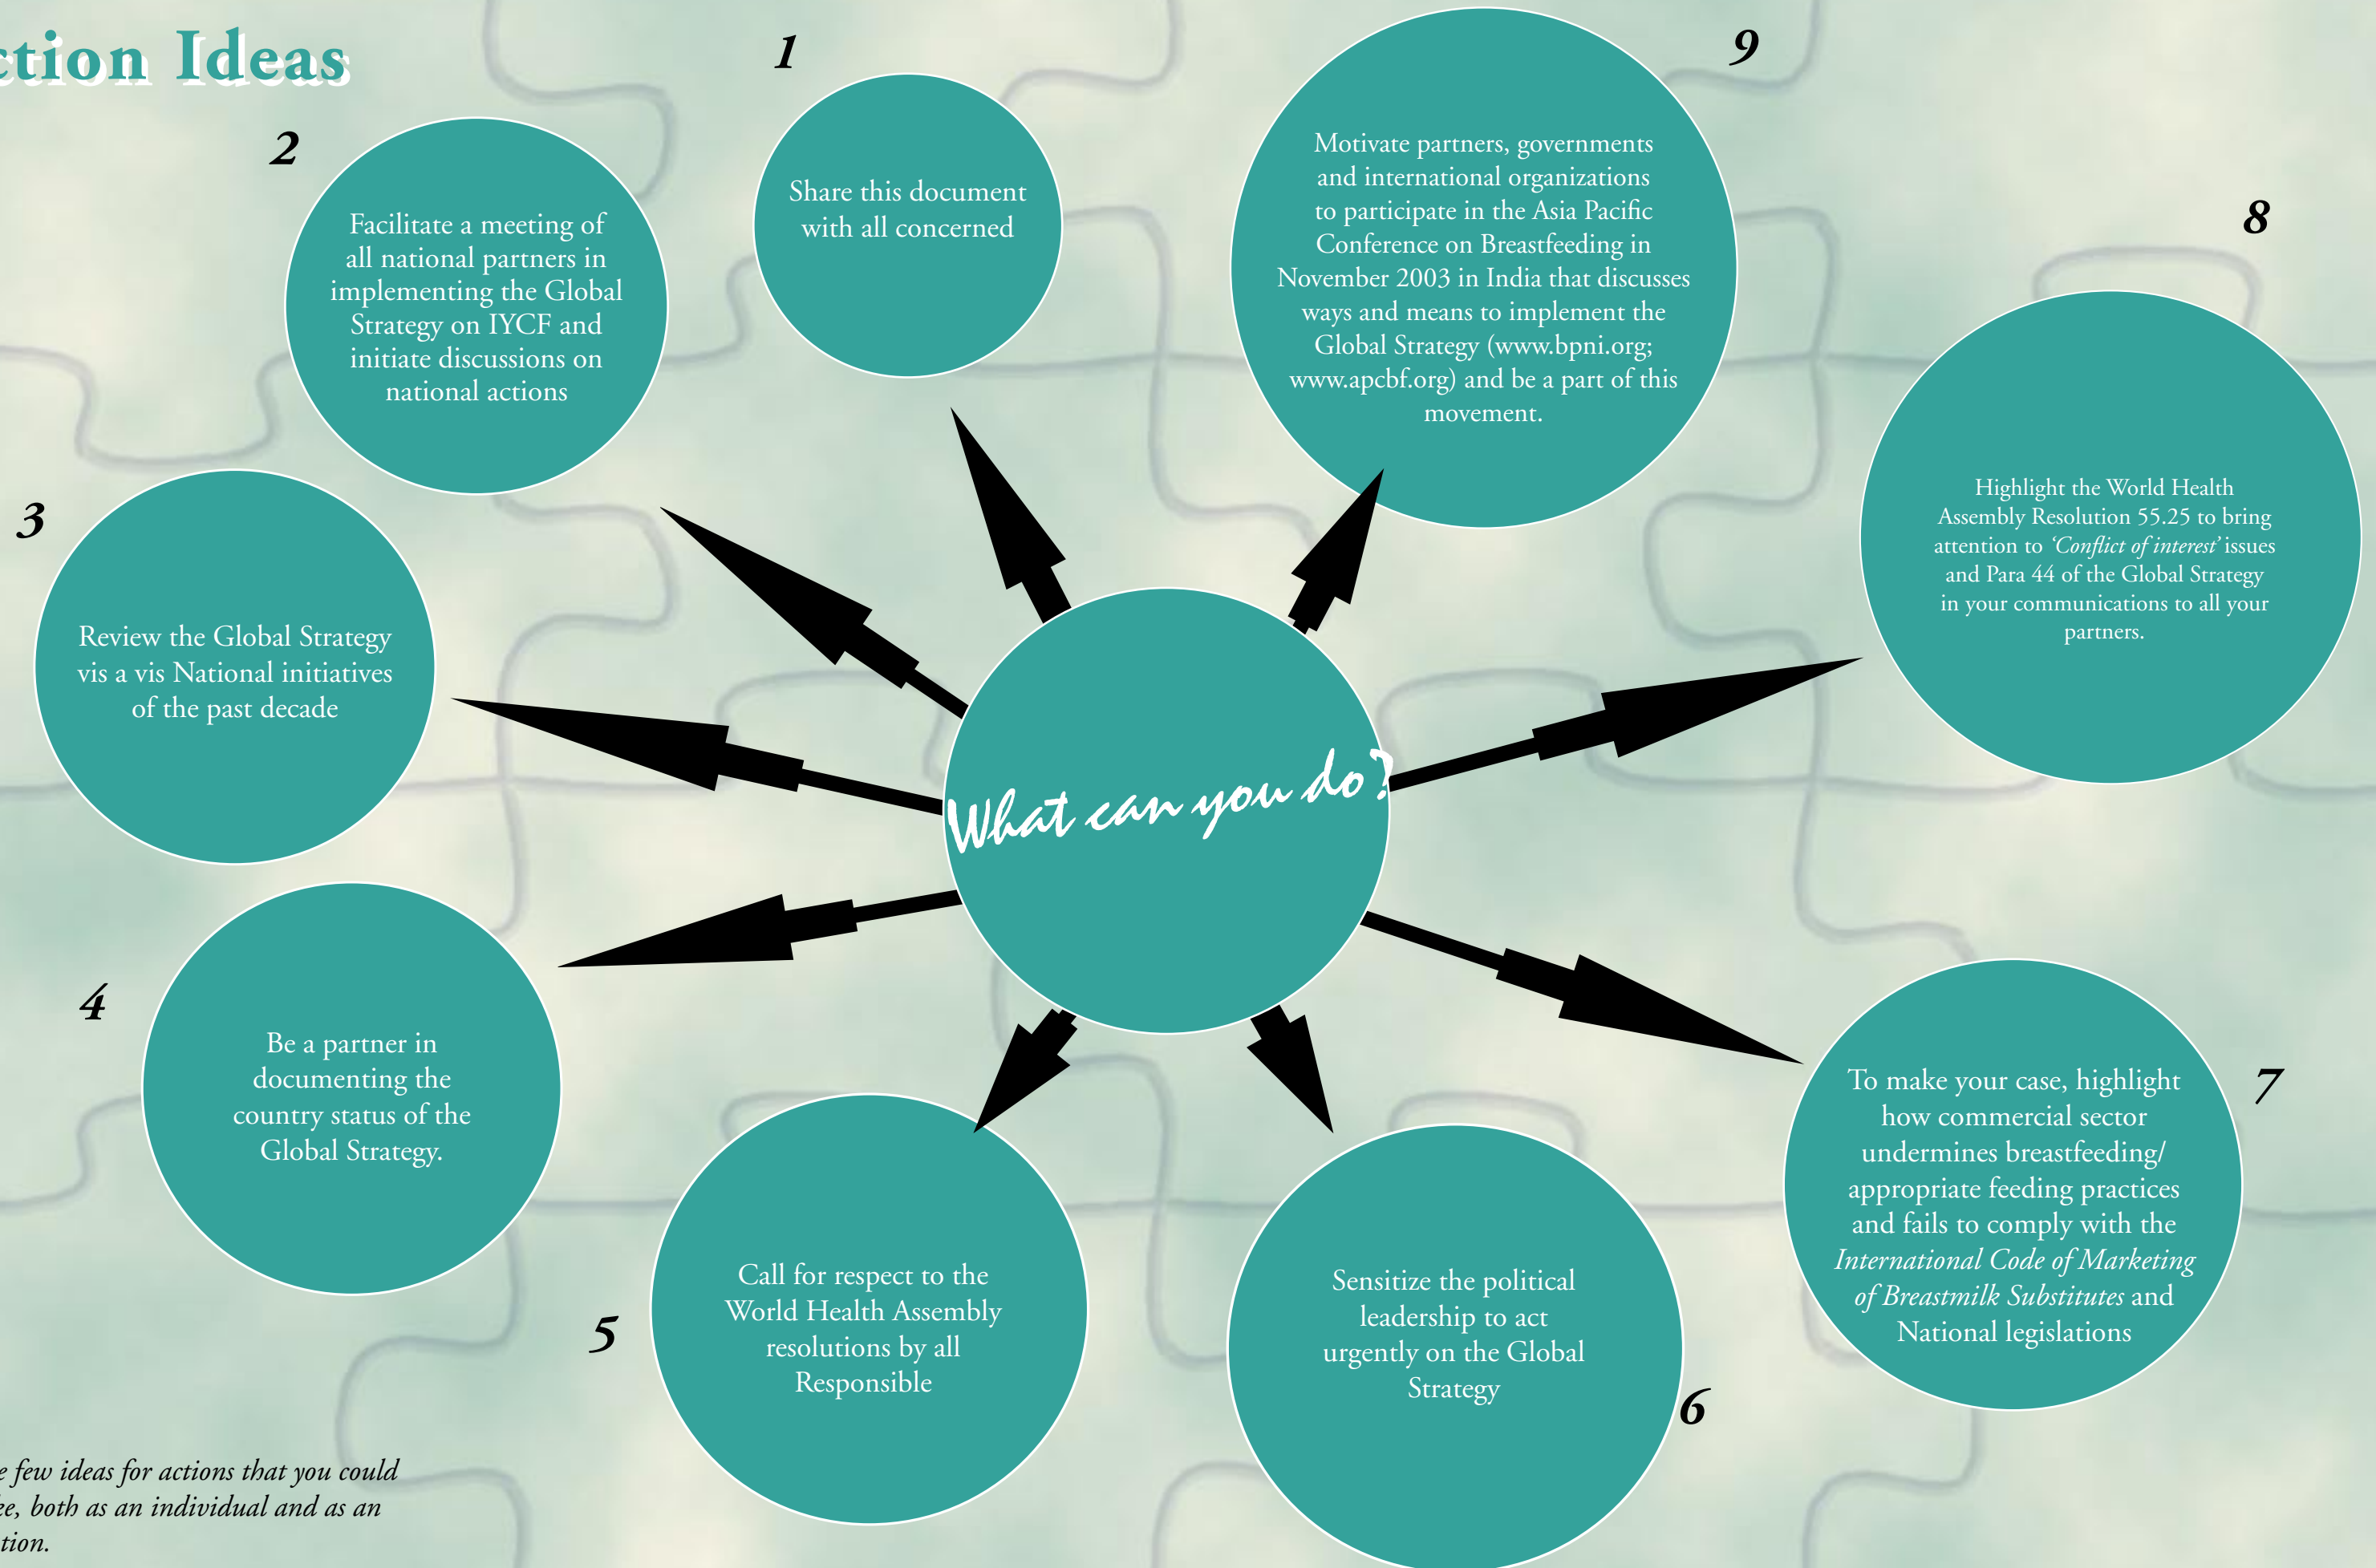 Ideas
1
Share this document
with all concerned
2
Facilitate a meeting of
all national partners in
implementing the Global
Strategy on IYCF and
initiate discussions on
national actions
3
Review the Global Strategy
vis a vis National initiatives
of the past decade
4
Be a partner in
documenting the
country status of the
Global Strategy.
5
Call for respect to the
World Health Assembly
resolutions by all
Responsible
6
Sensitize the political
leadership to act
urgently on the Global
Strategy
7
To make your case, highlight
how commercial sector
undermines breastfeeding/
appropriate feeding practices
and fails to comply with the
International Code of Marketing
of Breastmilk Substitutes and
National legislations
8
Highlight the World Health
Assembly Resolution 55.25 to bring
attention to ‘Conflict of interest’ issues
and Para 44 of the Global Strategy
in your communications to all your
partners.
9
Motivate partners, governments
and international organizations
to participate in the Asia Pacific
Conference on Breastfeeding in
November 2003 in India that discusses
ways and means to implement the
Global Strategy (www.bpni.org;
www.apcbf.org) and be a part of this
movement.
What can you do?
few ideas for actions that you could
both as an individual and as an